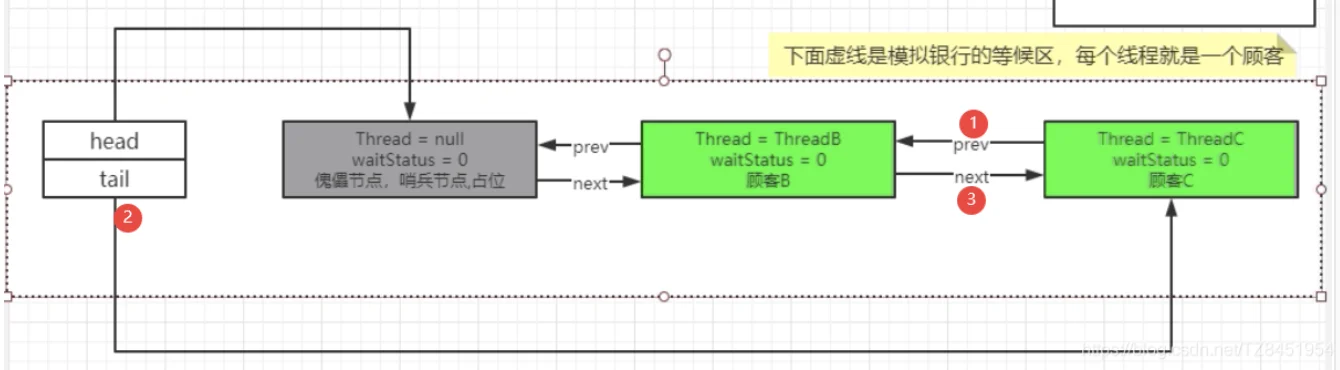 下面虚线是模拟银行的等候区，每个线程就是一个顾客
head
tail
2
Thread = null
waitStatus = 0
傀儡节点，哨兵节点,占位
prev
next
Thread = ThreadB
waitStatus = 0
顾客B
1
prev
next
3
Thread = ThreadC
waitStatus = 0
顾客C
https://blog.csdn.net/TZ8451954